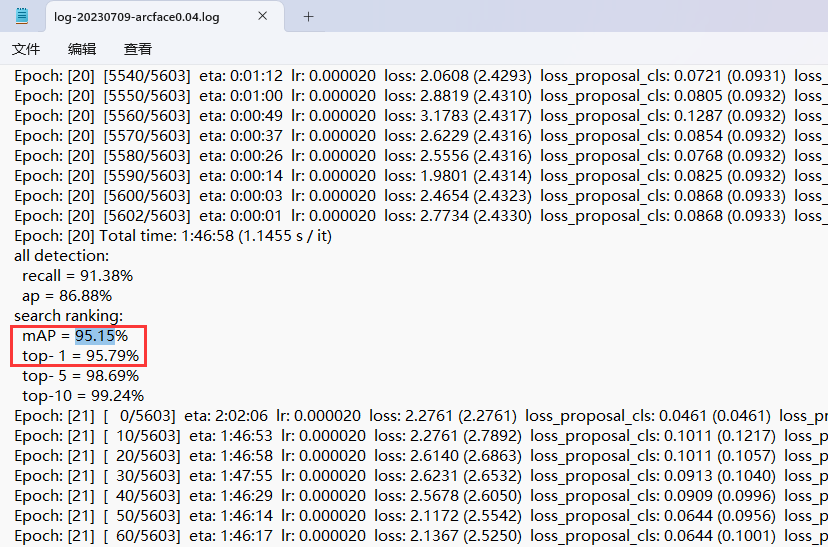 log-20230709-arcface0.04.log
文件 编辑 查看
Epoch: [20] [5540/5603] eta: 0:01:12 lr: 0.000020 loss: 2.0608 (2.4293) loss_proposal_cls: 0.0721 (0.0931) loss_
Epoch: [20] [5550/5603] eta: 0:01:00 lr: 0.000020 loss: 2.8819 (2.4310) loss_proposal_cls: 0.0805 (0.0932) loss_
Epoch: [20] [5560/5603] eta: 0:00:49 lr: 0.000020 loss: 3.1783 (2.4317) loss_proposal_cls: 0.1287 (0.0932) loss_
Epoch: [20] [5570/5603] eta: 0:00:37 lr: 0.000020 loss: 2.6229 (2.4316) loss_proposal_cls: 0.0854 (0.0932) loss_
Epoch: [20] [5580/5603] eta: 0:00:26 lr: 0.000020 loss: 2.5556 (2.4316) loss_proposal_cls: 0.0768 (0.0932) loss_
Epoch: [20] [5590/5603] eta: 0:00:14 lr: 0.000020 loss: 1.9801 (2.4314) loss_proposal_cls: 0.0825 (0.0932) loss_
Epoch: [20] [5600/5603] eta: 0:00:03 lr: 0.000020 loss: 2.4654 (2.4323) loss_proposal_cls: 0.0868 (0.0933) loss_
Epoch: [20] [5602/5603] eta: 0:00:01 lr: 0.000020 loss: 2.7734 (2.4330) loss_proposal_cls: 0.0868 (0.0933) loss_
Epoch: [20] Total time: 1:46:58 (1.1455 s / it)
all detection:
recall = 91.38%
ap = 86.88%
search ranking:
mAP = 95.15%
top- 1 = 95.79%
top- 5 = 98.69%
top-10 = 99.24%
Epoch: [21] [ 0/5603] eta: 2:02:06 lr: 0.000020 loss: 2.2761 (2.2761) loss_proposal_cls: 0.0461 (0.0461) loss_pr
Epoch: [21] [ 10/5603] eta: 1:46:53 lr: 0.000020 loss: 2.2761 (2.7892) loss_proposal_cls: 0.1011 (0.1217) loss_p
Epoch: [21] [ 20/5603] eta: 1:46:58 lr: 0.000020 loss: 2.6140 (2.6863) loss_proposal_cls: 0.1011 (0.1057) loss_p
Epoch: [21] [ 30/5603] eta: 1:47:55 lr: 0.000020 loss: 2.6231 (2.6532) loss_proposal_cls: 0.0913 (0.1040) loss_p
Epoch: [21] [ 40/5603] eta: 1:46:29 lr: 0.000020 loss: 2.5678 (2.6050) loss_proposal_cls: 0.0909 (0.0996) loss_p
Epoch: [21] [ 50/5603] eta: 1:46:14 lr: 0.000020 loss: 2.1172 (2.5542) loss_proposal_cls: 0.0644 (0.0956) loss_p
Epoch: [21] [ 60/5603] eta: 1:46:17 lr: 0.000020 loss: 2.1367 (2.5250) loss_proposal_cls: 0.0644 (0.1001) loss_p